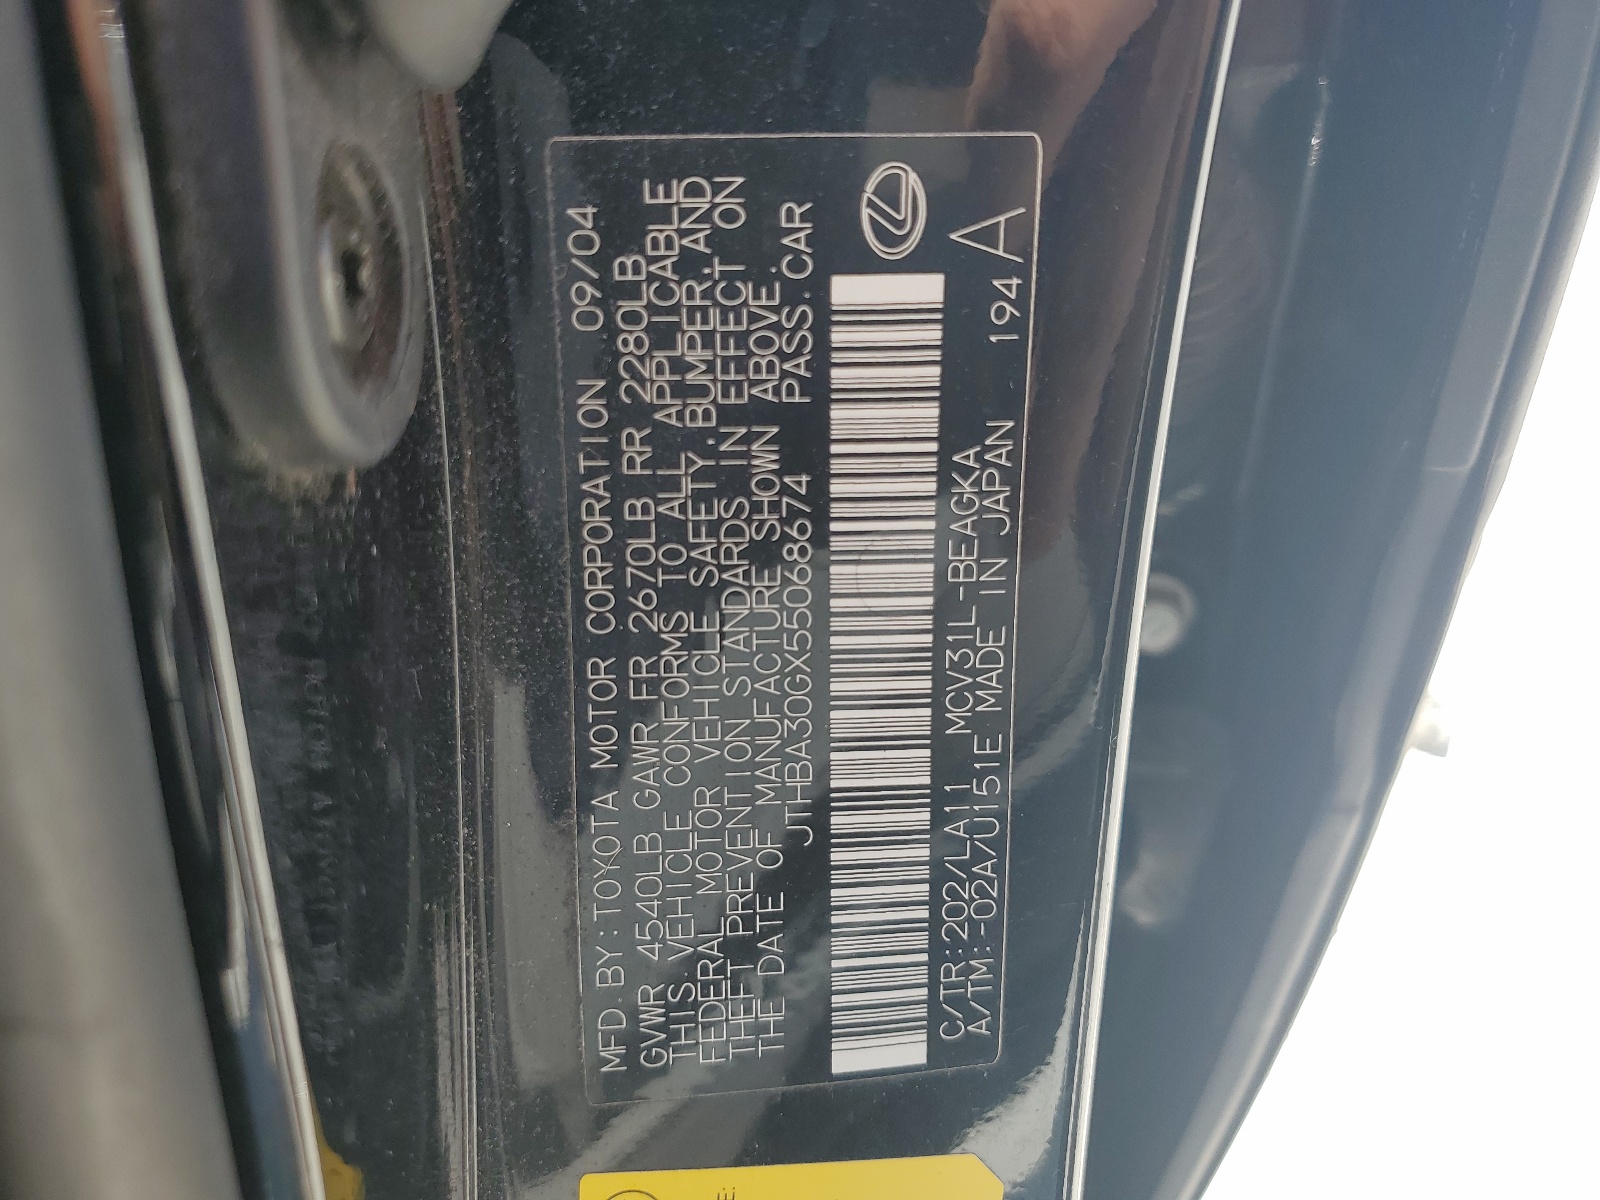 MFD.BY:TOYOTA MOTOR CORPORATION 09/04
GVWR 4540LB GAWR FR 2670LB RR 2280LB
THIS VEHICLE CONFORMS TO ALL APPLICABLE
FEDERAL MOTOR VEHICLE SAFETY, BUMPER, AND
THEFT PREVENTION STANDARDS IN EFFECT ON
THE DATE OF MANUFACTURE SHOWN ABOVE.
JTHBA30GX55068674 PASS.CAR
C/TR:202/LA11 MCV31L-BEAGKA
A/TM:-02A/U151E MADE IN JAPAN 194 A